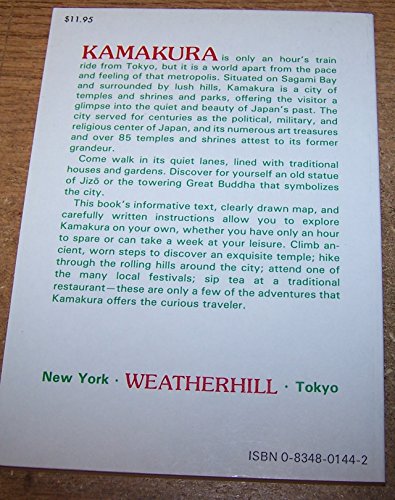 $11.95
KAMAKURA is only an hour's train
ride from Tokyo, but it is a world apart from the pace
and feeling of that metropolis. Situated on Sagami Bay
and surrounded by lush hills, Kamakura is a city of
temples and shrines and parks, offering the visitor a
glimpse into the quiet and beauty of Japan's past. The
city served for centuries as the political, military, and
religious center of Japan, and its numerous art treasures
and over 85 temples and shrines attest to its former
grandeur.
Come walk in its quiet lanes, lined with traditional
houses and gardens. Discover for yourself an old statue
of Jizō or the towering Great Buddha that symbolizes
the city.
This book's informative text, clearly drawn map, and
carefully written instructions allow you to explore
Kamakura on your own, whether you have only an hour
to spare or can take a week at your leisure. Climb an-
cient, worn steps to discover an exquisite temple; hike
through the rolling hills around the city; attend one of
the many local festivals; sip tea at a traditional
restaurant—these are only a few of the adventures that
Kamakura offers the curious traveler.
New York · WEATHERHILL · Tokyo
ISBN 0-8348-0144-2